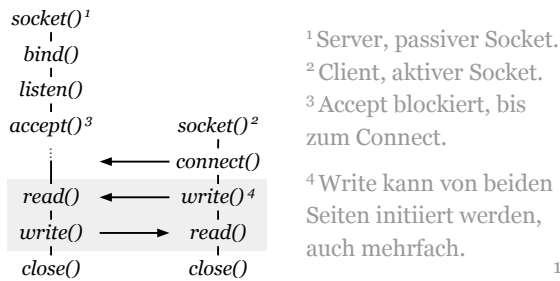 socket()¹
bind()
listen()
accept()³ socket()²
connect()
read() write()⁴
write() read()
close() close()
¹ Server, passiver Socket.
² Client, aktiver Socket.
³ Accept blockiert, bis
zum Connect.
⁴ Write kann von beiden
Seiten initiiert werden,
auch mehrfach.
1